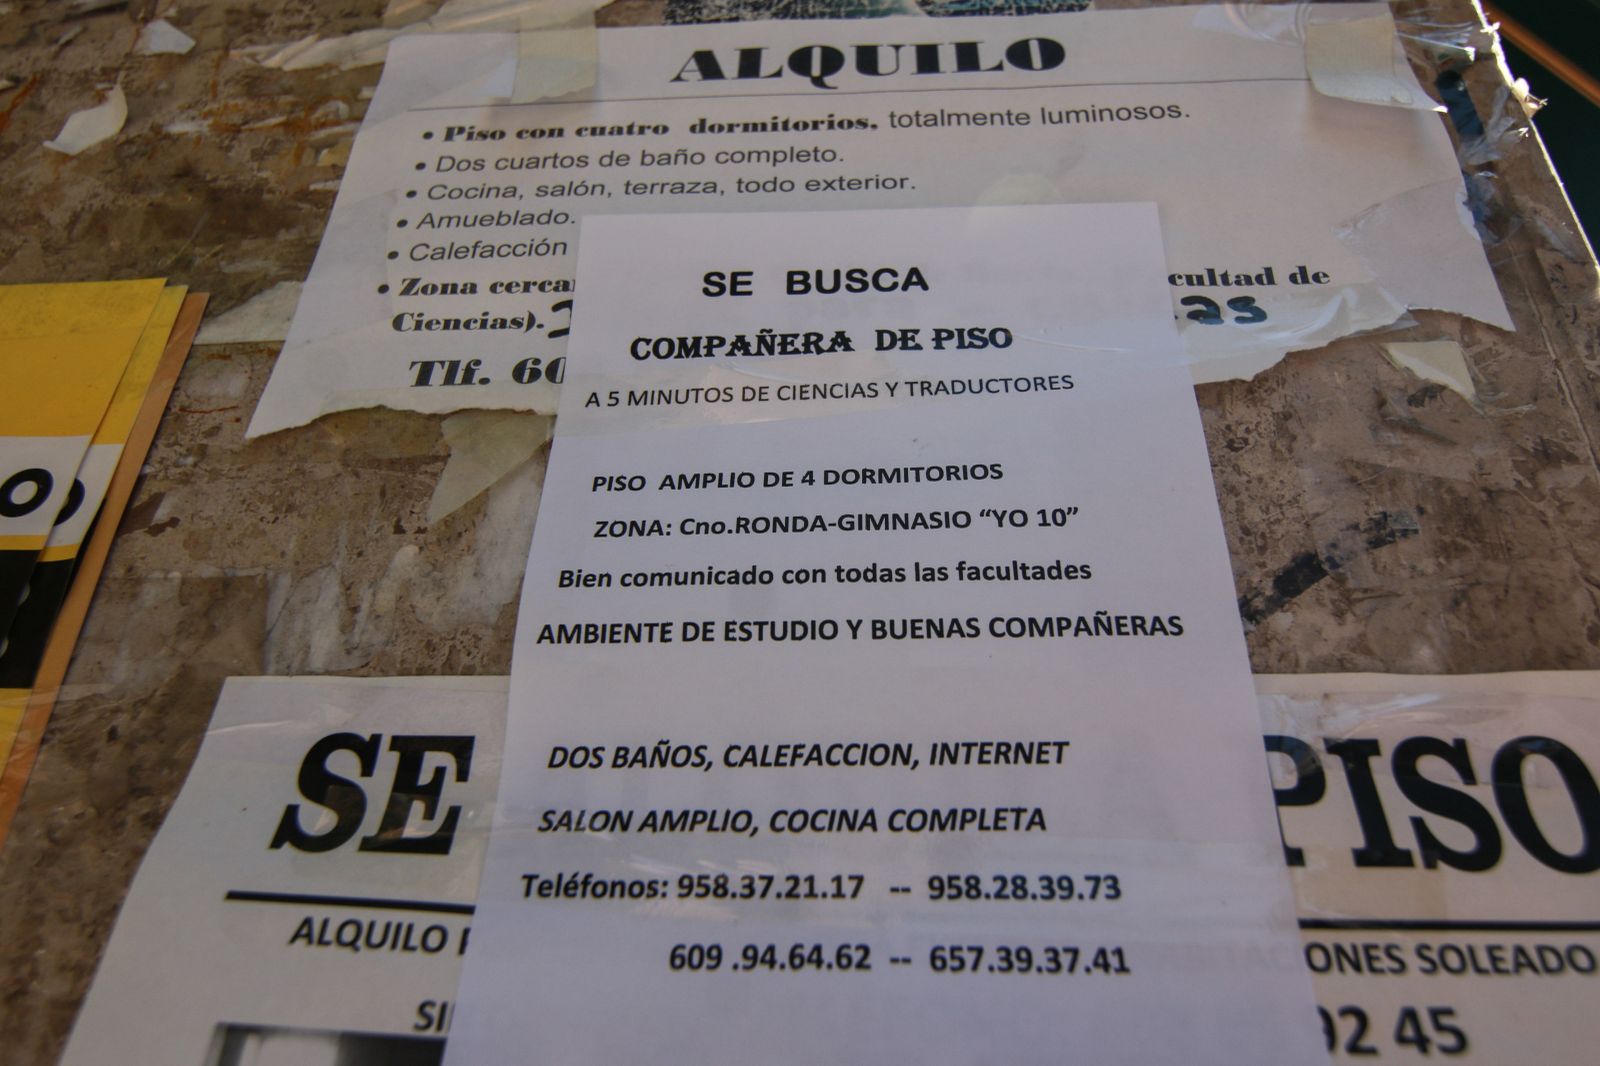 ALQUILO
• Piso con cuatro dormitorios, totalmente luminosos.
• Dos cuartos de baño completo.
• Cocina, salón, terraza, todo exterior.
• Amueblado.
• Calefacción
• Zona cerca
cultad de
Ciencias).
Tlf. 60
SE BUSCA
COMPAÑERA DE PISO
A 5 MINUTOS DE CIENCIAS Y TRADUCTORES
PISO AMPLIO DE 4 DORMITORIOS
ZONA: Cno.RONDA-GIMNASIO “YO 10”
Bien comunicado con todas las facultades
AMBIENTE DE ESTUDIO Y BUENAS COMPAÑERAS
DOS BAÑOS, CALEFACCION, INTERNET
SALON AMPLIO, COCINA COMPLETA
Teléfonos: 958.37.21.17 -- 958.28.39.73
609 .94.64.62 -- 657.39.37.41
SE PISO
ALQUILO
ONES SOLEADO
92 45